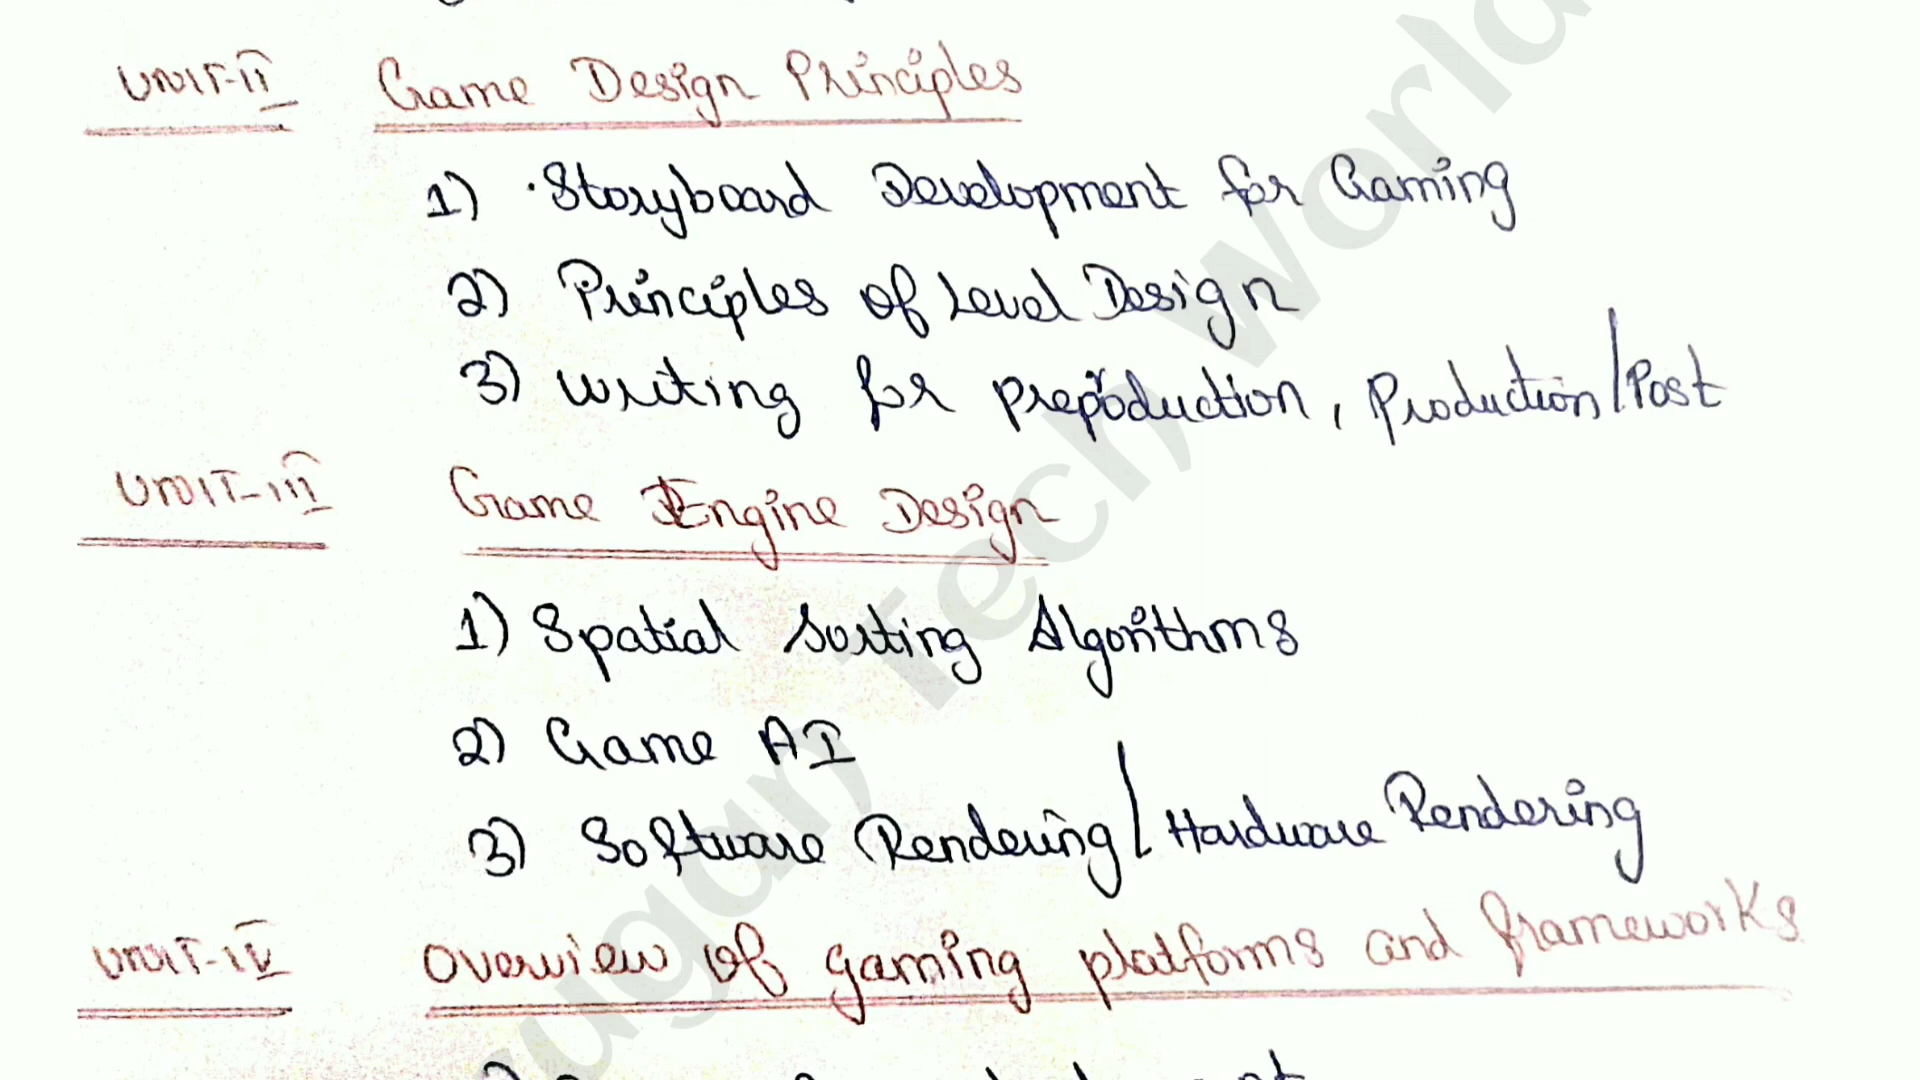 UNIT-II Game Design Principles
1) Storyboard Development for Gaming
2) Principles of Level Design
3) Writing for preproduction, Production/Post
UNIT-III Game Engine Design
1) Spatial Sorting Algorithms
2) Game AI
3) Software Rendering/Hardware Rendering
UNIT-IV Overview of gaming platforms and frameworks
Tech World